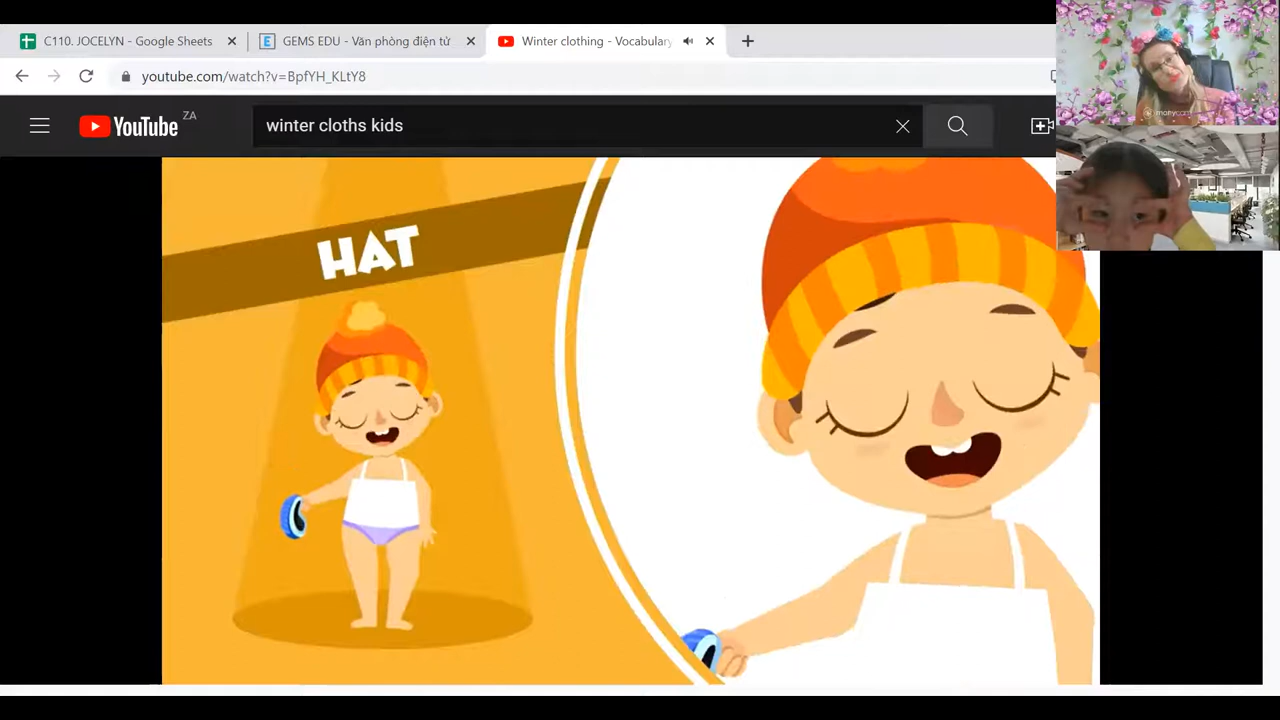 C110. JOCELYN - Google Sheets
GEMS EDU - Văn phòng điện tử
Winter clothing - Vocabulary
youtube.com/watch?v=BpfYH_KLtY8
YouTube ZA
winter cloths kids
HAT
manycam